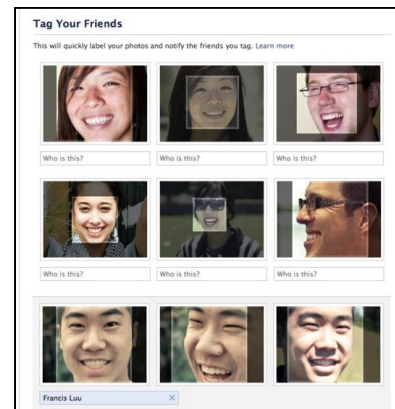 Tag Your Friends
This will quickly label your photos and notify the friends you tag. Learn more
Who is this? Who is this? Who is this?
Who is this? Who is this? Who is this?
Francis Luu ×